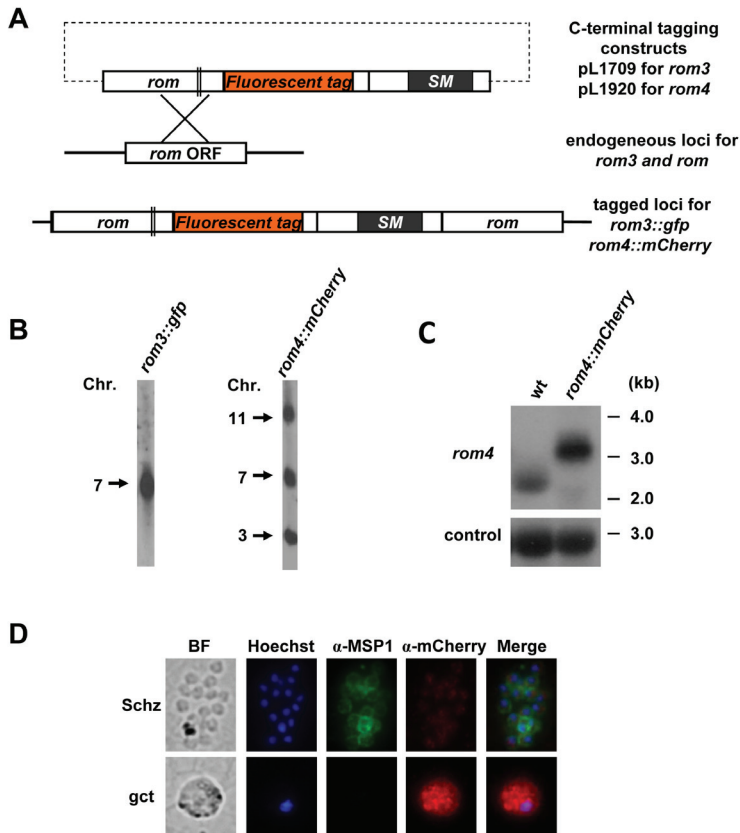 A
C-terminal tagging
constructs
pL1709 for rom3
pL1920 for rom4
rom
Fluorescent tag
SM
rom ORF
endogeneous loci for
rom3 and rom
rom
Fluorescent tag
SM
rom
tagged loci for
rom3::gfp
rom4::mCherry
B
rom3::gfp
Chr.
7
rom4::mCherry
Chr.
11
7
3
C
wt
rom4::mCherry
(kb)
rom4
4.0
3.0
2.0
control
3.0
D
BF Hoechst α-MSP1 α-mCherry Merge
Schz
gct